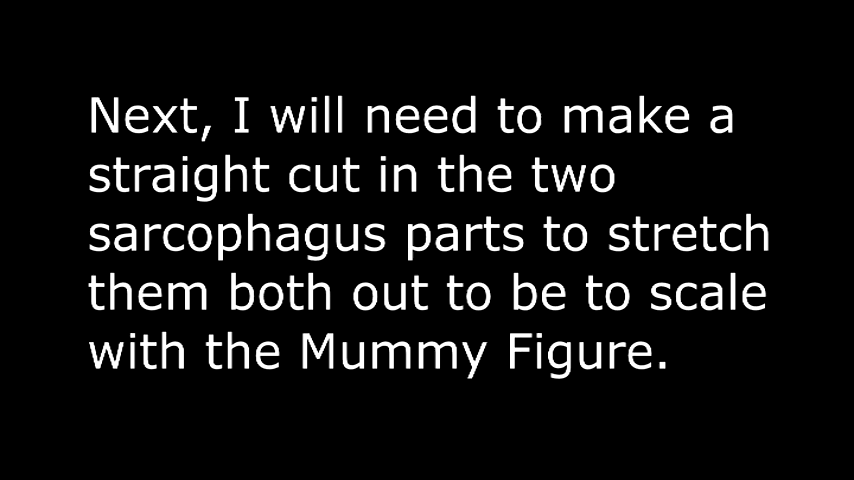 Next, I will need to make a
straight cut in the two
sarcophagus parts to stretch
them both out to be to scale
with the Mummy Figure.